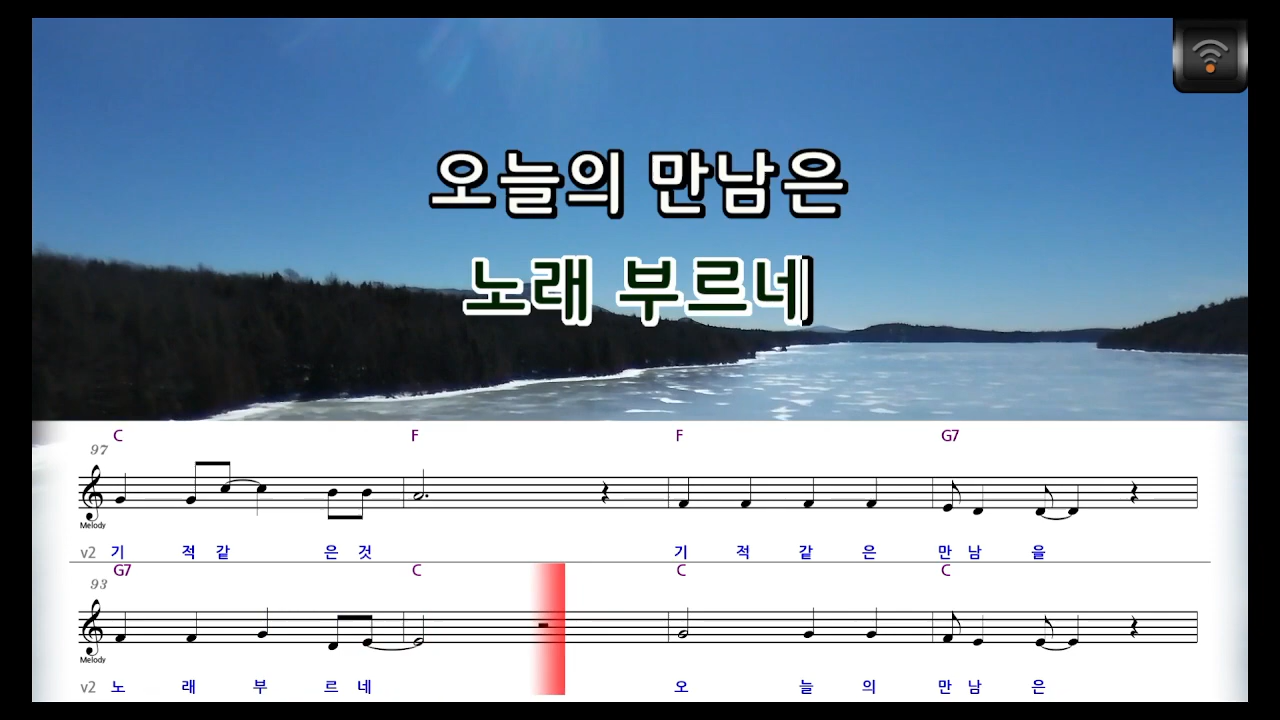 오늘의 만남은
노래 부르네
C F F G7
97
Melody
v2 기 적 같 은 것 기 적 같 은 만 남 을
G7 C C C
93
Melody
v2 노 래 부 르 네 오 늘 의 만 남 은